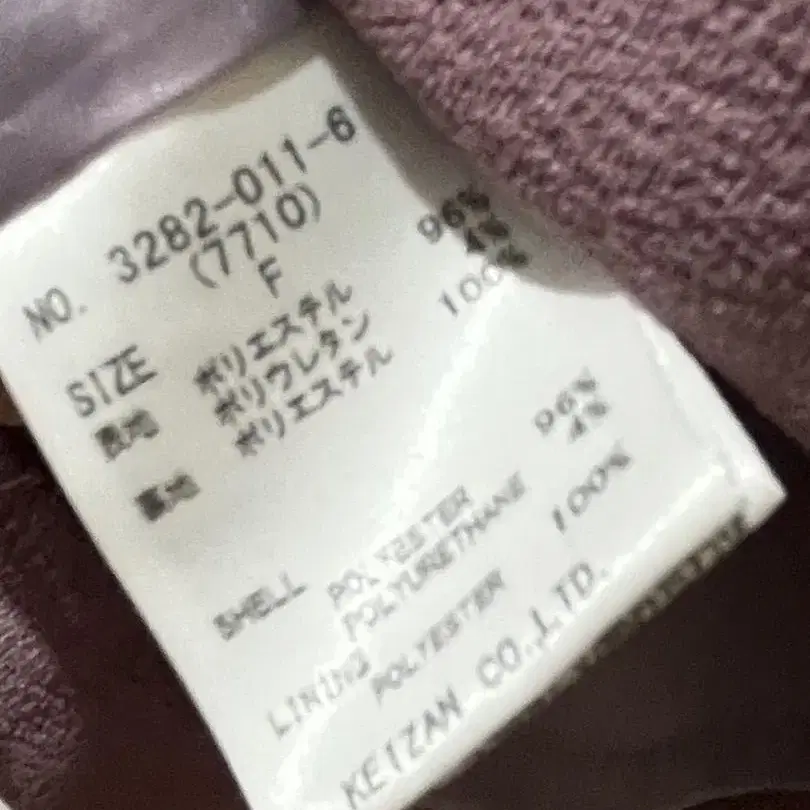 NO. 3282-011-6
(7710)
SIZE F
表地 ポリエステル 96%
ポリウレタン 4%
裏地 ポリエステル 100%
SHELL POLYESTER 96%
POLYURETHANE 4%
LINING POLYESTER 100%
KEIZAN CO.,LTD.